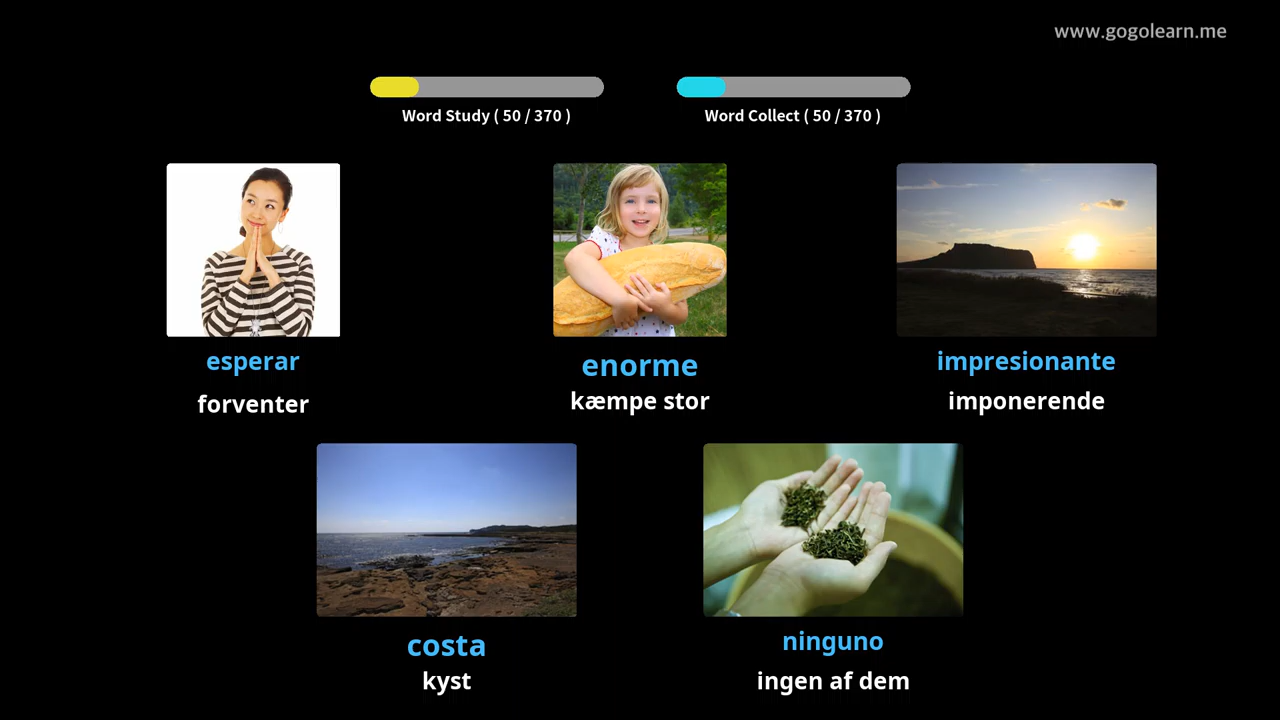 www.gogolearn.me
Word Study ( 50 / 370 )
Word Collect ( 50 / 370 )
esperar
forventer
enorme
kæmpe stor
impresionante
imponerende
costa
kyst
ninguno
ingen af dem